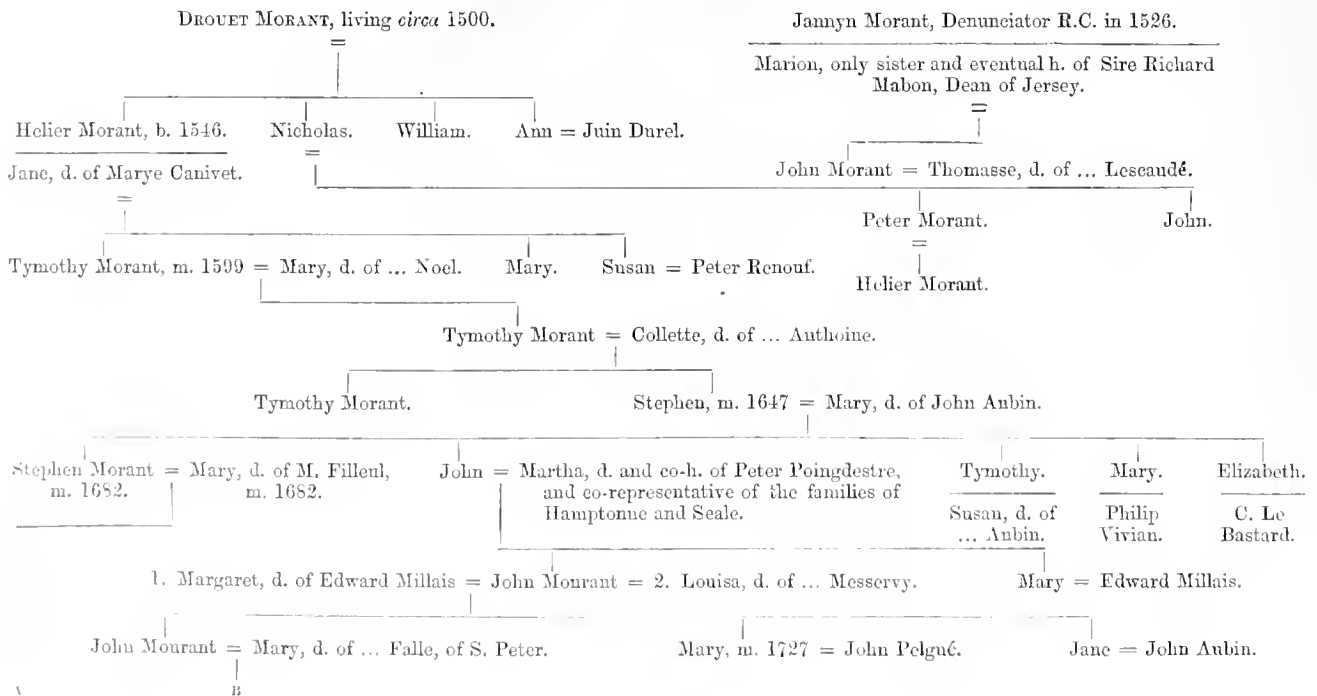 DROUET MORANT, living circa 1500.
Jannyn Morant, Denunciator R.C. in 1526.
=
Marion, only sister and eventual h. of Sire Richard
Mabon, Dean of Jersey.
=
Helier Morant, b. 1546. Nicholas. William. Ann = Juin Durel.
=
Jane, d. of Marye Canivet.
=
John Morant = Thomasse, d. of ... Lescaudé.
Peter Morant. John.
=
Tymothy Morant, m. 1599 = Mary, d. of ... Noel. Mary. Susan = Peter Renouf.
Helier Morant.
Tymothy Morant = Collette, d. of ... Authoine.
Tymothy Morant. Stephen, m. 1647 = Mary, d. of John Aubin.
Stephen Morant = Mary, d. of M. Filleul,
m. 1682. m. 1682.
John = Martha, d. and co-h. of Peter Poingdestre,
and co-representative of the families of
Hamptonne and Seale.
Tymothy. Mary. Elizabeth.
Susan, d. of
... Aubin.
Philip
Vivian.
C. Le
Bastard.
1. Margaret, d. of Edward Millais = John Mourant = 2. Louisa, d. of ... Messervy. Mary = Edward Millais.
John Mourant = Mary, d. of ... Falle, of S. Peter. Mary, m. 1727 = John Pelgué. Jane = John Aubin.
B